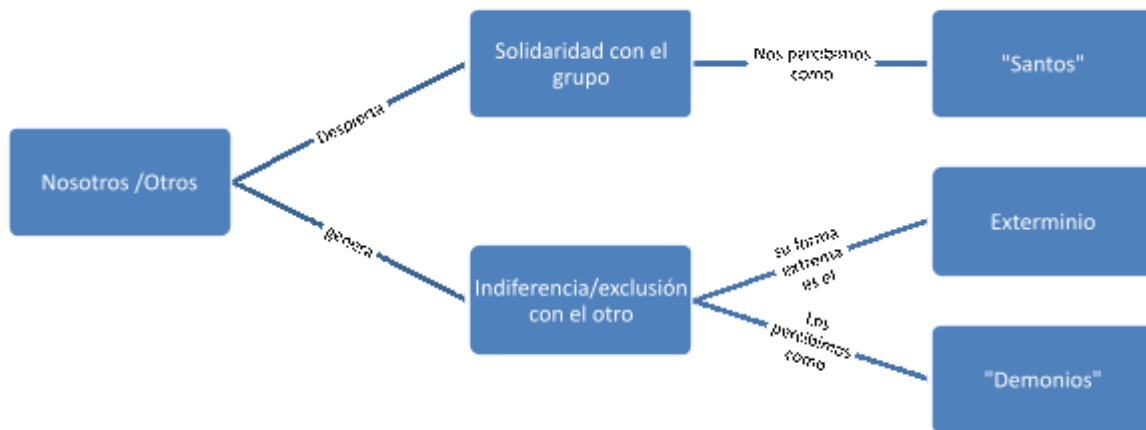 Nosotros /Otros
Despierta
Solidaridad con el
grupo
Nos percibimos
como
"Santos"
genera
Indiferencia/exclusión
con el otro
su forma
extrema
es el
Exterminio
Los
percibimos
como
"Demonios"